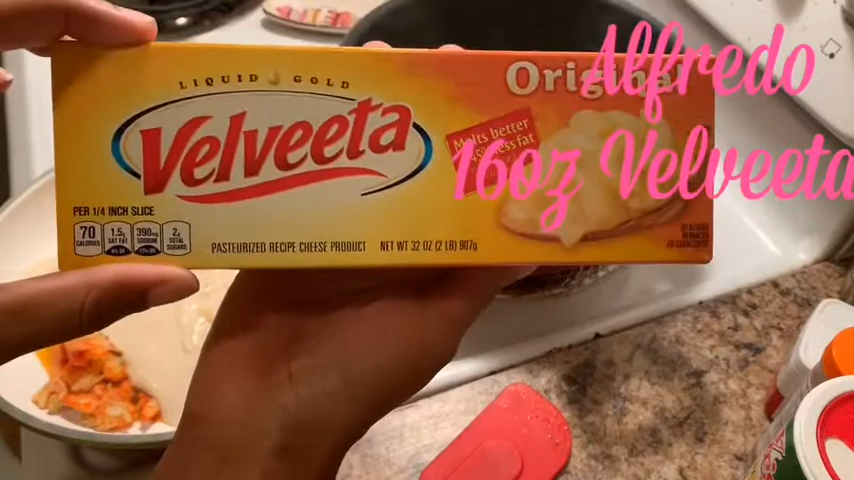 Alfredo
LIQUID GOLD
Original
Velveeta
Melts better
16oz Velveeta
PER 1/4 INCH SLICE
70 CALORIES
1.5g SAT FAT
390mg SODIUM
2g TOTAL SUGARS
PASTEURIZED RECIPE CHEESE PRODUCT
NET WT 32 OZ (2 LB) 907g